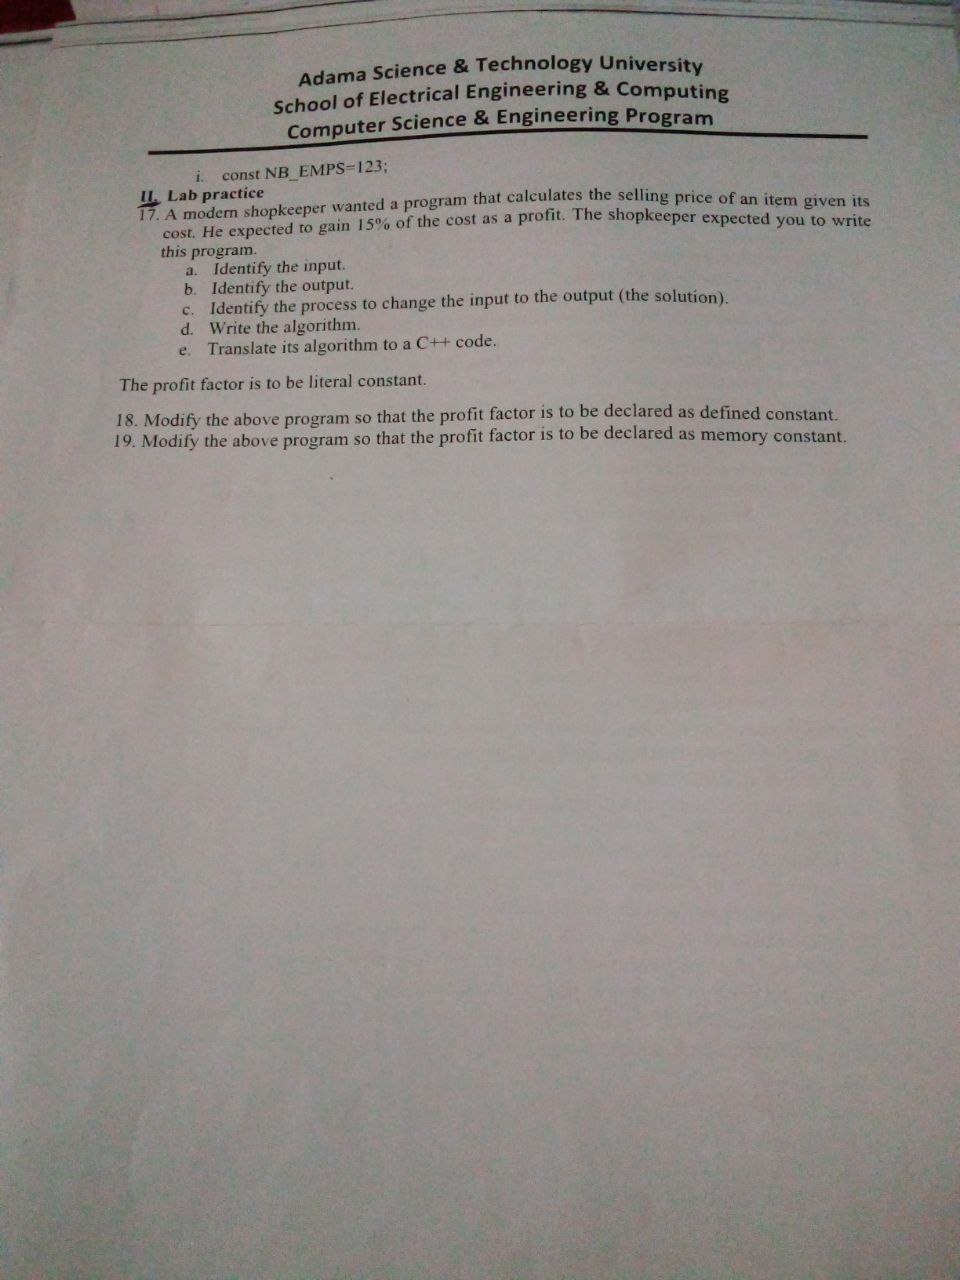 Adama Science & Technology University
School of Electrical Engineering & Computing
Computer Science & Engineering Program
i. const NB_EMPS=123;
II. Lab practice
17. A modern shopkeeper wanted a program that calculates the selling price of an item given its
cost. He expected to gain 15% of the cost as a profit. The shopkeeper expected you to write
this program.
a. Identify the input.
b. Identify the output.
c. Identify the process to change the input to the output (the solution).
d. Write the algorithm.
e. Translate its algorithm to a C++ code.
The profit factor is to be literal constant.
18. Modify the above program so that the profit factor is to be declared as defined constant.
19. Modify the above program so that the profit factor is to be declared as memory constant.